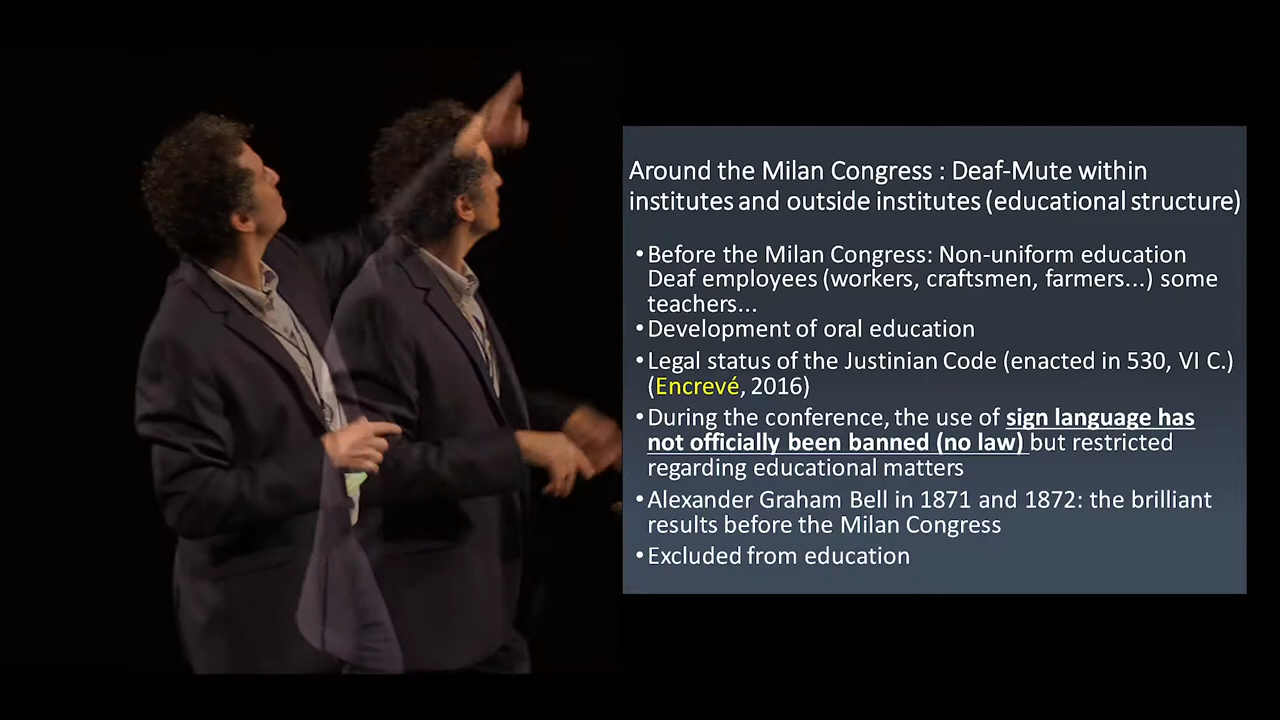 Around the Milan Congress : Deaf-Mute within
institutes and outside institutes (educational structure)
•Before the Milan Congress: Non-uniform education
Deaf employees (workers, craftsmen, farmers...) some
teachers...
•Development of oral education
•Legal status of the Justinian Code (enacted in 530, VI C.)
(Encrevé, 2016)
•During the conference, the use of sign language has
not officially been banned (no law) but restricted
regarding educational matters
•Alexander Graham Bell in 1871 and 1872: the brilliant
results before the Milan Congress
•Excluded from education